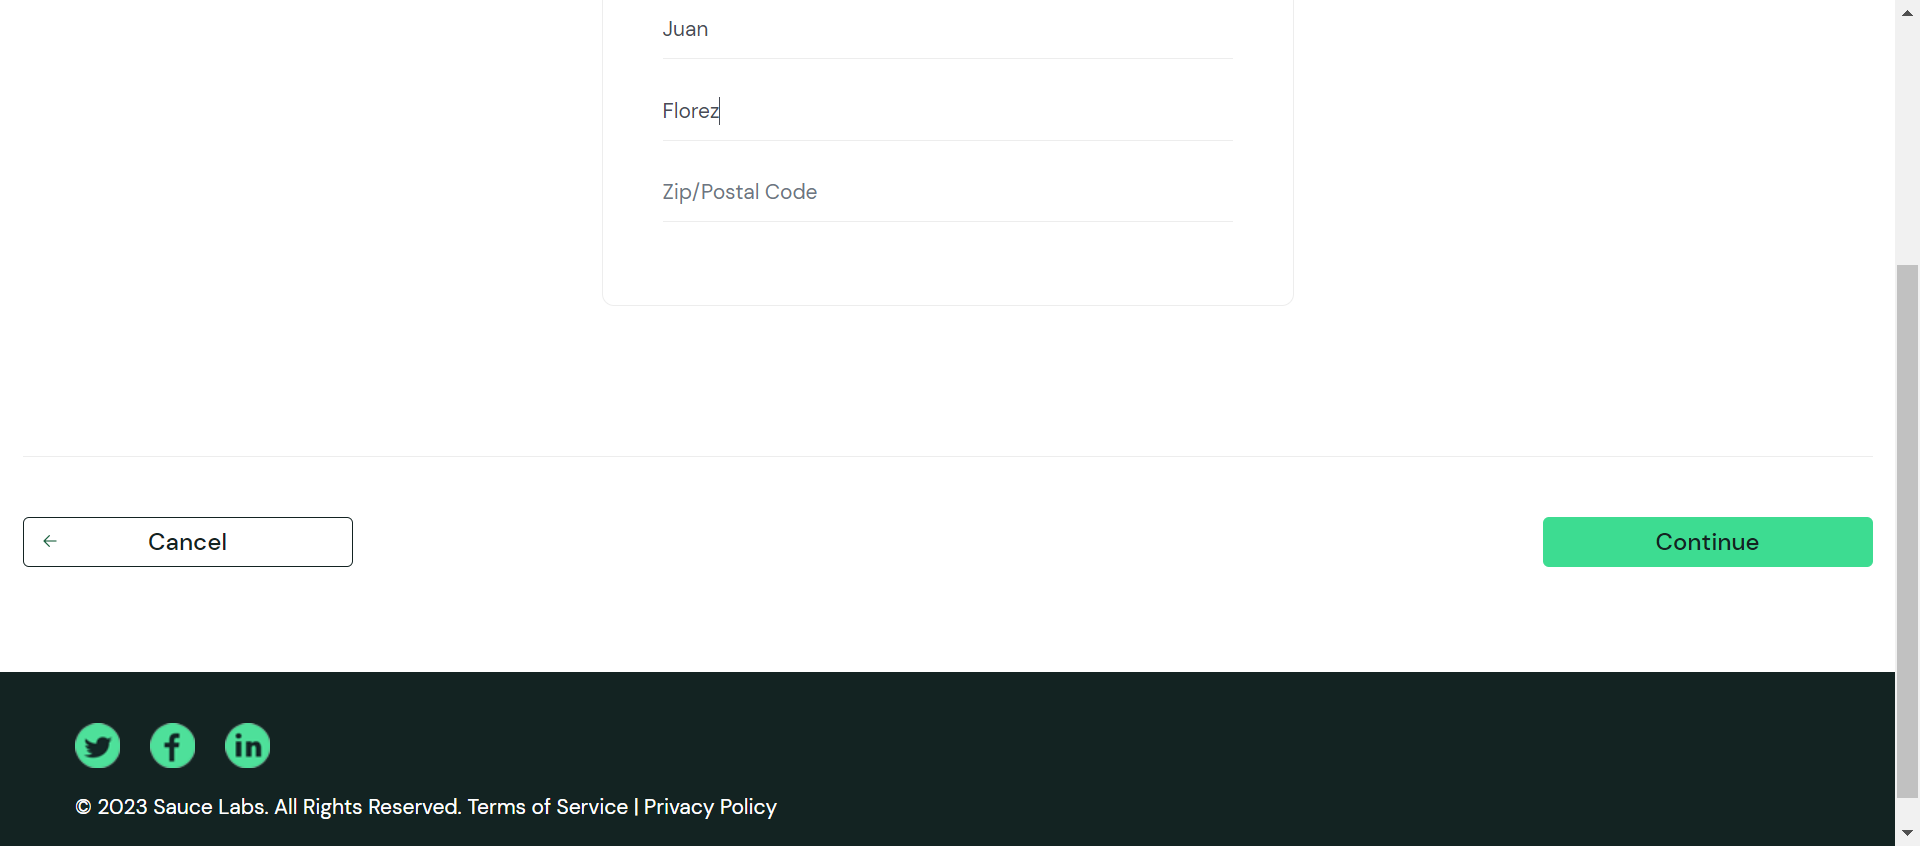 Juan
Florez
Zip/Postal Code
Cancel
Continue
© 2023 Sauce Labs. All Rights Reserved. Terms of Service | Privacy Policy